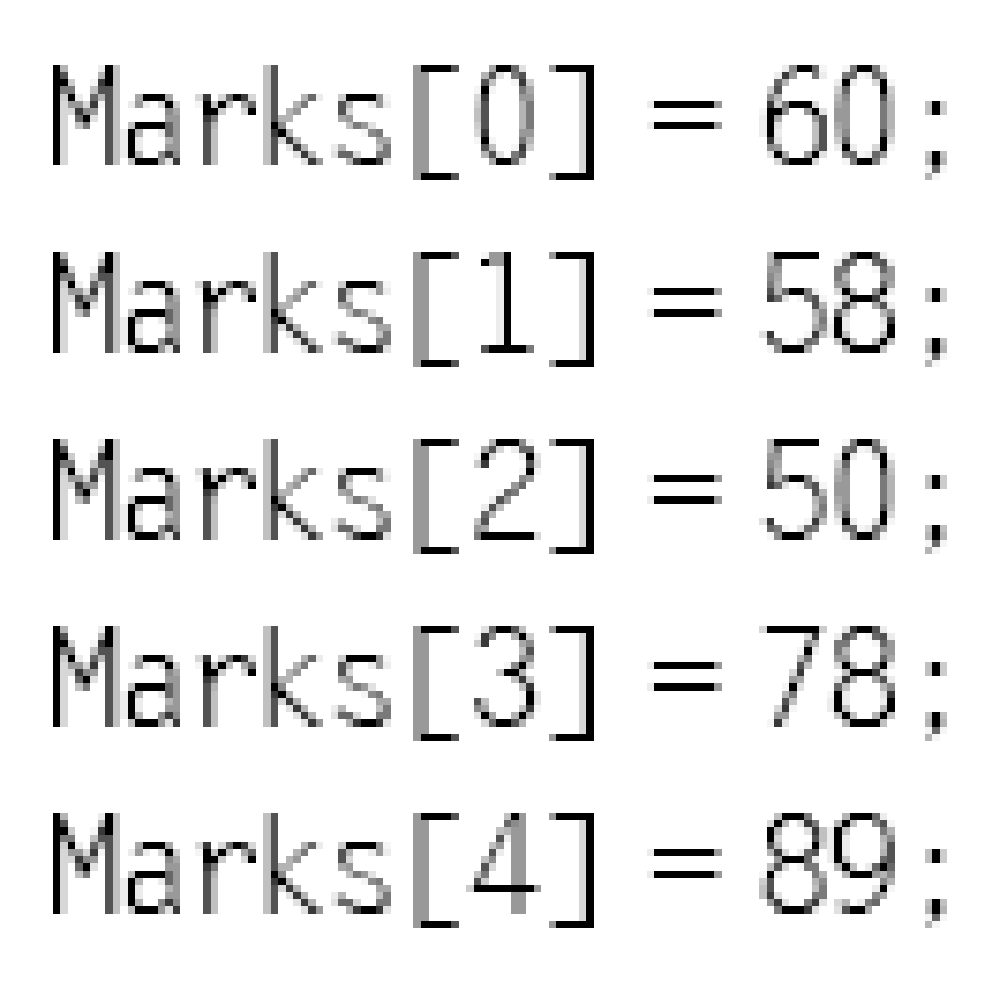 Marks[0] = 60;
Marks[1] = 58;
Marks[2] = 50;
Marks[3] = 78;
Marks[4] = 89;